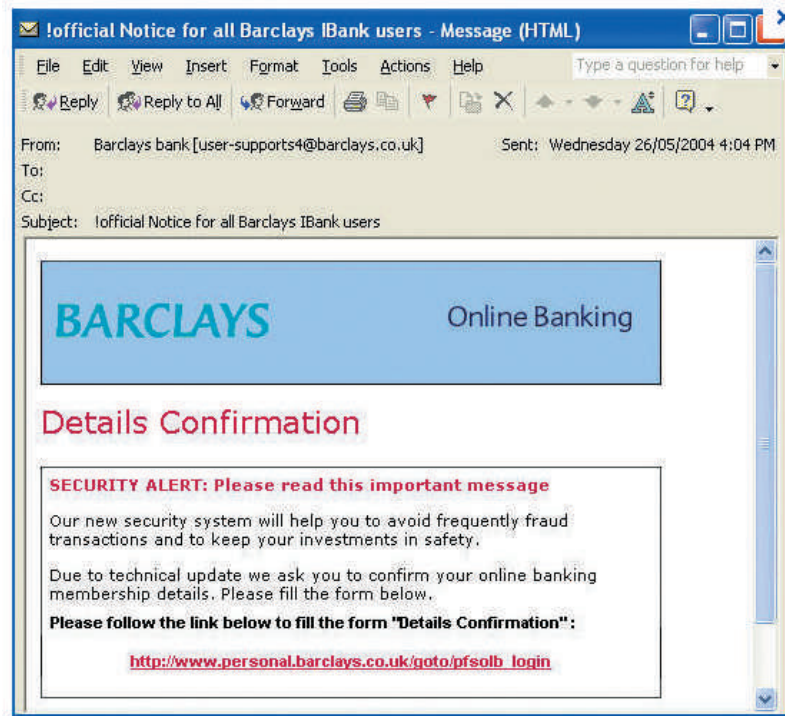 !official Notice for all Barclays IBank users - Message (HTML)
File Edit View Insert Format Tools Actions Help Type a question for help
Reply Reply to All Forward
From: Barclays bank [user-supports4@barclays.co.uk] Sent: Wednesday 26/05/2004 4:04 PM
To:
Cc:
Subject: !official Notice for all Barclays IBank users
BARCLAYS Online Banking
Details Confirmation
SECURITY ALERT: Please read this important message
Our new security system will help you to avoid frequently fraud
transactions and to keep your investments in safety.
Due to technical update we ask you to confirm your online banking
membership details. Please fill the form below.
Please follow the link below to fill the form "Details Confirmation" :
http://www.personal.barclays.co.uk/goto/pfsolb_login